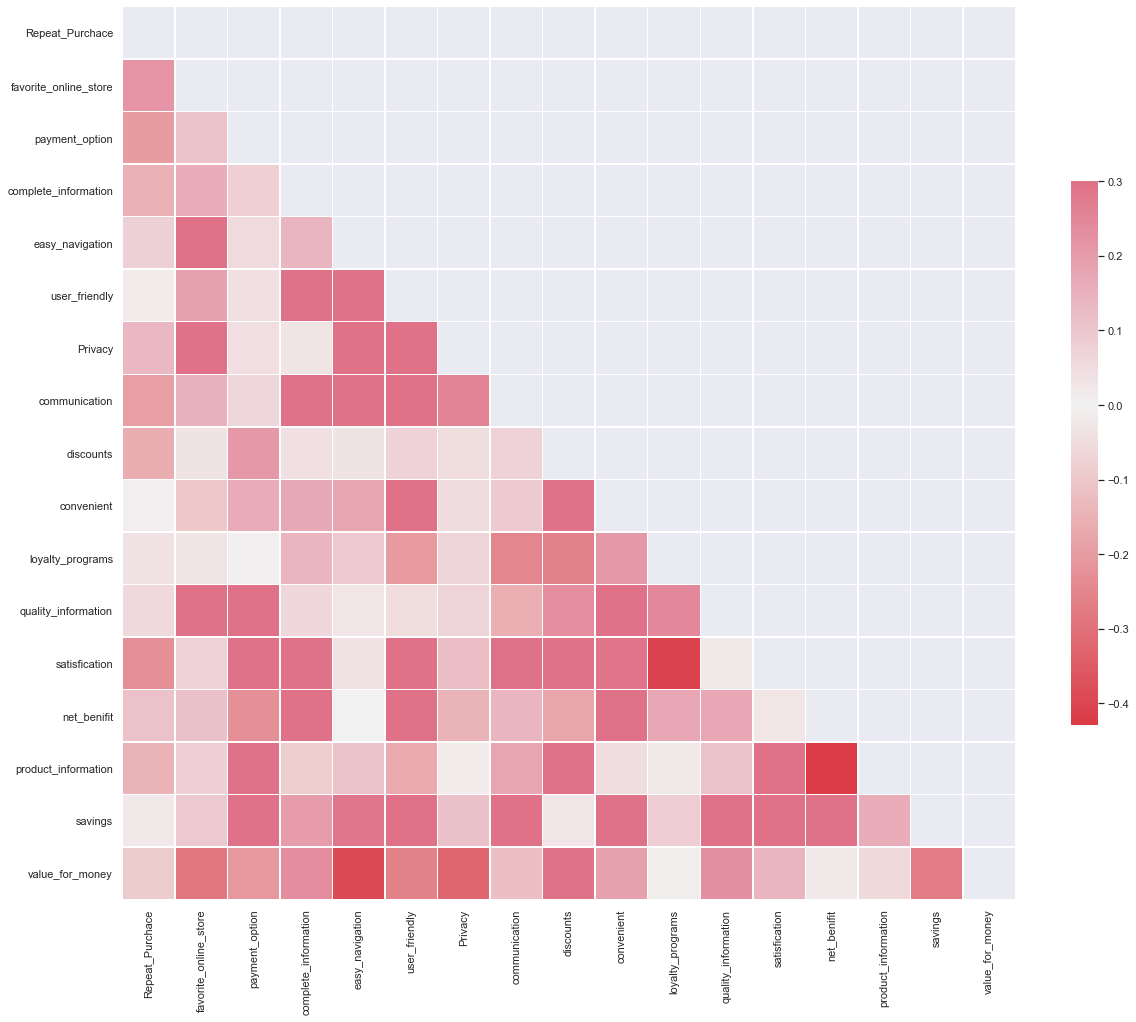 Repeat_Purchace
favorite_online_store
payment_option
complete_information
easy_navigation
user_friendly
Privacy
communication
discounts
convenient
loyalty_programs
quality_information
satisfication
net_benifit
product_information
savings
value_for_money
Repeat_Purchace
favorite_online_store
payment_option
complete_information
easy_navigation
user_friendly
Privacy
communication
discounts
convenient
loyalty_programs
quality_information
satisfication
net_benifit
product_information
savings
value_for_money
0.3
0.2
0.1
0.0
−0.1
−0.2
−0.3
−0.4